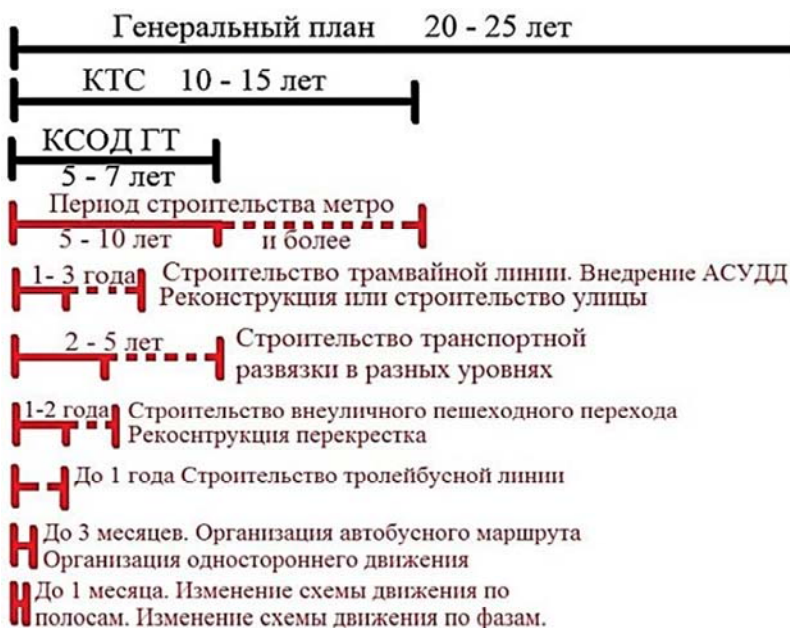 Генеральный план 20 - 25 лет
КТС 10 - 15 лет
КСОД ГТ
5 - 7 лет
Период строительства метро
5 - 10 лет и более
1- 3 года Строительство трамвайной линии. Внедрение АСУДД
Реконструкция или строительство улицы
2 - 5 лет Строительство транспортной
развязки в разных уровнях
1-2 года Строительство внеуличного пешеходного перехода
Рекоснтрукция перекрестка
До 1 года Строительство тролейбусной линии
До 3 месяцев. Организация автобусного маршрута
Организация одностороннего движения
До 1 месяца. Изменение схемы движения по
полосам. Изменение схемы движения по фазам.